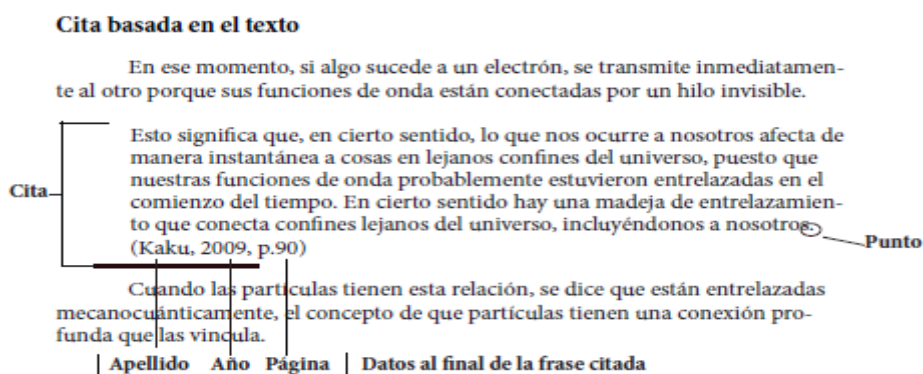 Cita basada en el texto
En ese momento, si algo sucede a un electrón, se transmite inmediatamen-
te al otro porque sus funciones de onda están conectadas por un hilo invisible.
Esto significa que, en cierto sentido, lo que nos ocurre a nosotros afecta de
manera instantánea a cosas en lejanos confines del universo, puesto que
nuestras funciones de onda probablemente estuvieron entrelazadas en el
comienzo del tiempo. En cierto sentido hay una madeja de entrelazamien-
to que conecta confines lejanos del universo, incluyéndonos a nosotros.
(Kaku, 2009, p.90)
Cita
Punto
Cuando las partículas tienen esta relación, se dice que están entrelazadas
mecanocuánticamente, el concepto de que partículas tienen una conexión pro-
funda que las vincula.
Apellido Año Página Datos al final de la frase citada